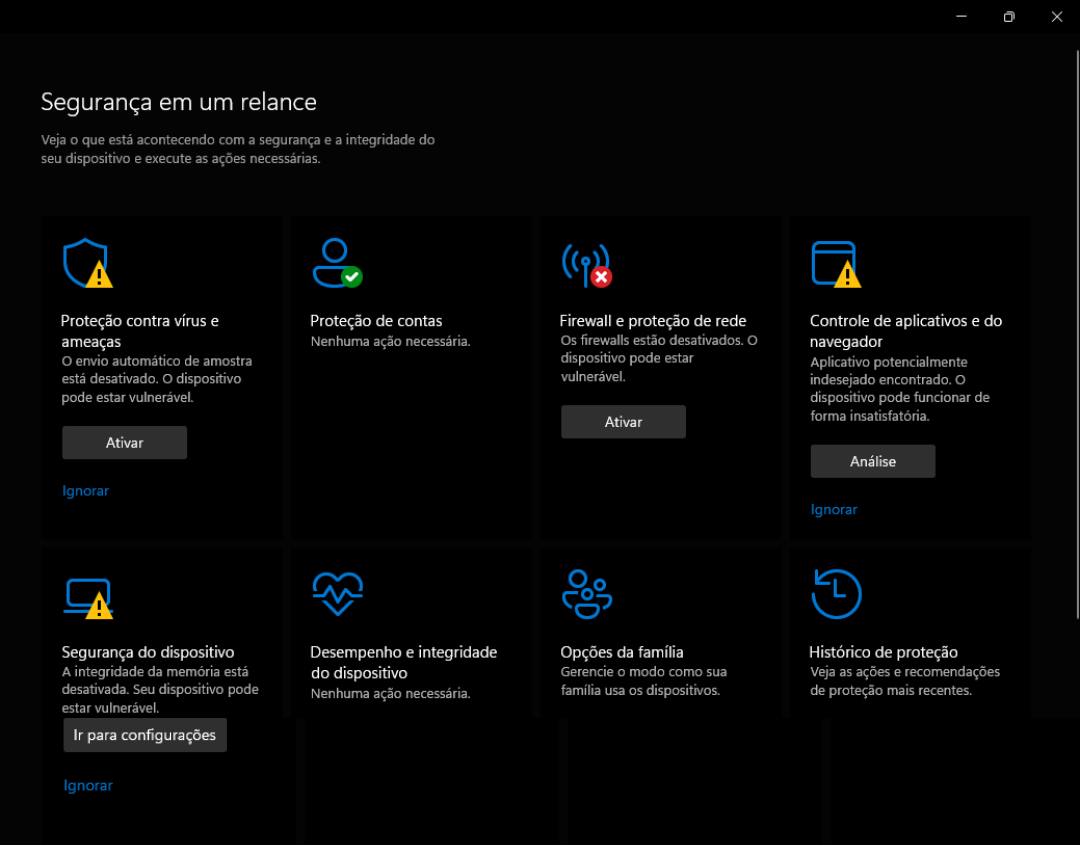 Segurança em um relance
Veja o que está acontecendo com a segurança e a integridade do
seu dispositivo e execute as ações necessárias.
Proteção contra vírus e
ameaças
O envio automático de amostra
está desativado. O dispositivo
pode estar vulnerável.
Ativar
Ignorar
Proteção de contas
Nenhuma ação necessária.
Firewall e proteção de rede
Os firewalls estão desativados. O
dispositivo pode estar
vulnerável.
Ativar
Controle de aplicativos e do
navegador
Aplicativo potencialmente
indesejado encontrado. O
dispositivo pode funcionar de
forma insatisfatória.
Análise
Ignorar
Segurança do dispositivo
A integridade da memória está
desativada. Seu dispositivo pode
estar vulnerável.
Ir para configurações
Ignorar
Desempenho e integridade
do dispositivo
Nenhuma ação necessária.
Opções da família
Gerencie o modo como sua
família usa os dispositivos.
Histórico de proteção
Veja as ações e recomendações
de proteção mais recentes.